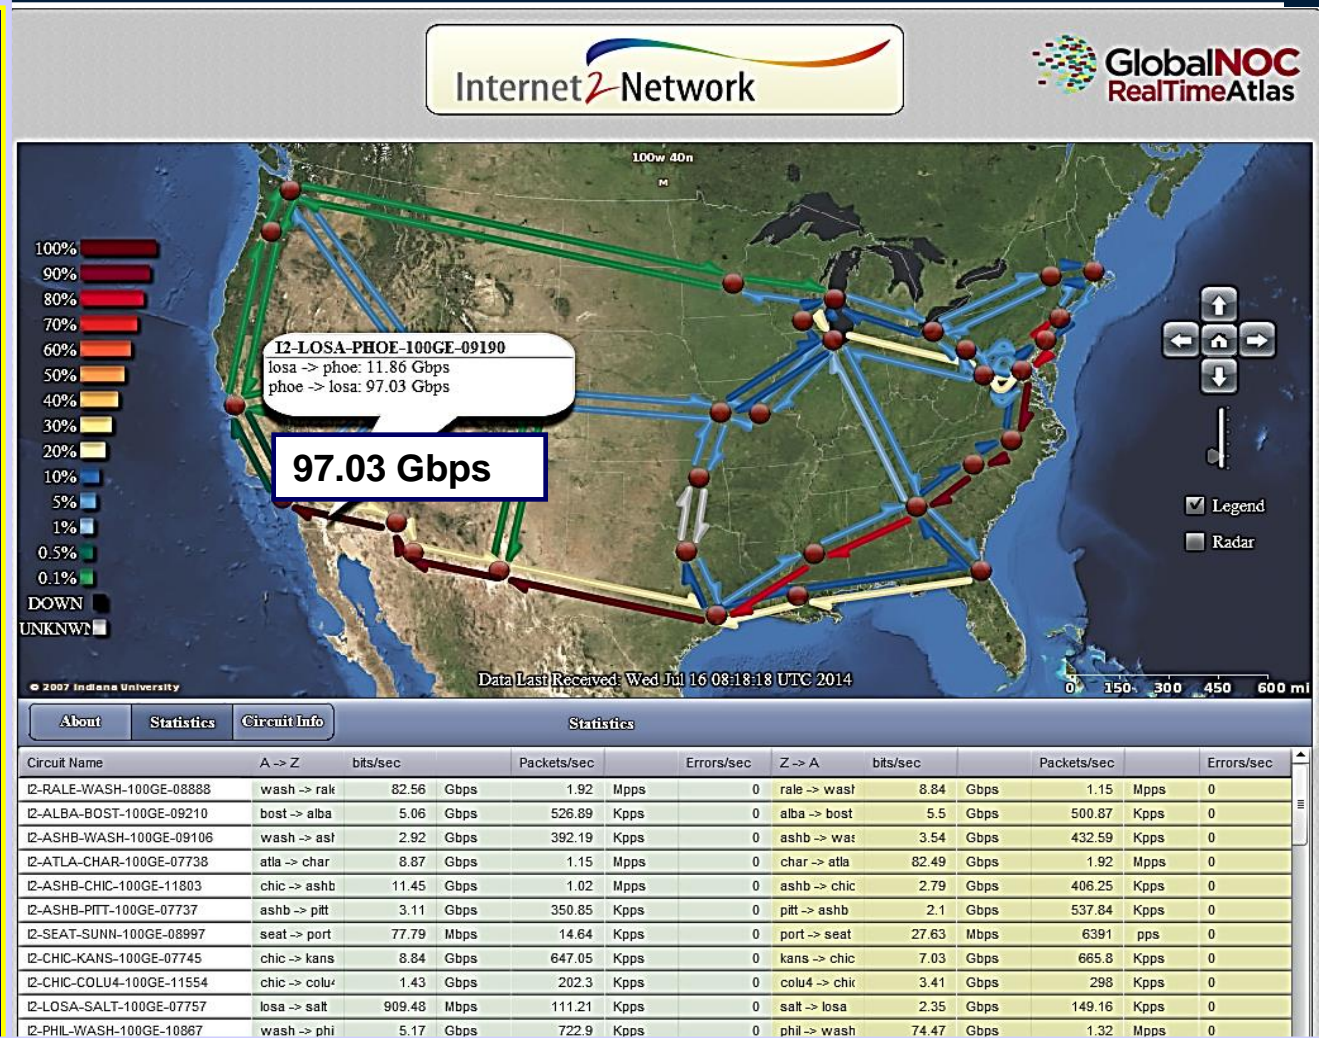 Internet2 Network
GlobalNOC
RealTimeAtlas
100w 40n
M
100%
90%
80%
70%
60%
50%
40%
30%
20%
10%
5%
1%
0.5%
0.1%
DOWN
UNKNWN
I2-LOSA-PHOE-100GE-09190
losa -> phoe: 11.86 Gbps
phoe -> losa: 97.03 Gbps
97.03 Gbps
Legend
Radar
© 2007 Indiana University
Data Last Received: Wed Jul 16 08:18:18 UTC 2014
0 150 300 450 600 mi
About Statistics Circuit Info Statistics
Circuit Name A -> Z bits/sec Packets/sec Errors/sec Z -> A bits/sec Packets/sec Errors/sec
I2-RALE-WASH-100GE-08888 wash -> rale 82.56 Gbps 1.92 Mpps 0 rale -> wash 8.84 Gbps 1.15 Mpps 0
I2-ALBA-BOST-100GE-09210 bost -> alba 5.06 Gbps 526.89 Kpps 0 alba -> bost 5.5 Gbps 500.87 Kpps 0
I2-ASHB-WASH-100GE-09106 wash -> ash 2.92 Gbps 392.19 Kpps 0 ashb -> was 3.54 Gbps 432.59 Kpps 0
I2-ATLA-CHAR-100GE-07738 atla -> char 8.87 Gbps 1.15 Mpps 0 char -> atla 82.49 Gbps 1.92 Mpps 0
I2-ASHB-CHIC-100GE-11803 chic -> ashb 11.45 Gbps 1.02 Mpps 0 ashb -> chic 2.79 Gbps 406.25 Kpps 0
I2-ASHB-PITT-100GE-07737 ashb -> pitt 3.11 Gbps 350.85 Kpps 0 pitt -> ashb 2.1 Gbps 537.84 Kpps 0
I2-SEAT-SUNN-100GE-08997 seat -> port 77.79 Mbps 14.64 Kpps 0 port -> seat 27.63 Mbps 6391 pps 0
I2-CHIC-KANS-100GE-07745 chic -> kans 8.84 Gbps 647.05 Kpps 0 kans -> chic 7.03 Gbps 665.8 Kpps 0
I2-CHIC-COLU4-100GE-11554 chic -> colu4 1.43 Gbps 202.3 Kpps 0 colu4 -> chic 3.41 Gbps 298 Kpps 0
I2-LOSA-SALT-100GE-07757 losa -> salt 909.48 Mbps 111.21 Kpps 0 salt -> losa 2.35 Gbps 149.16 Kpps 0
I2-PHIL-WASH-100GE-10867 wash -> phi 5.17 Gbps 722.9 Kpps 0 phil -> wash 74.47 Gbps 1.32 Mpps 0